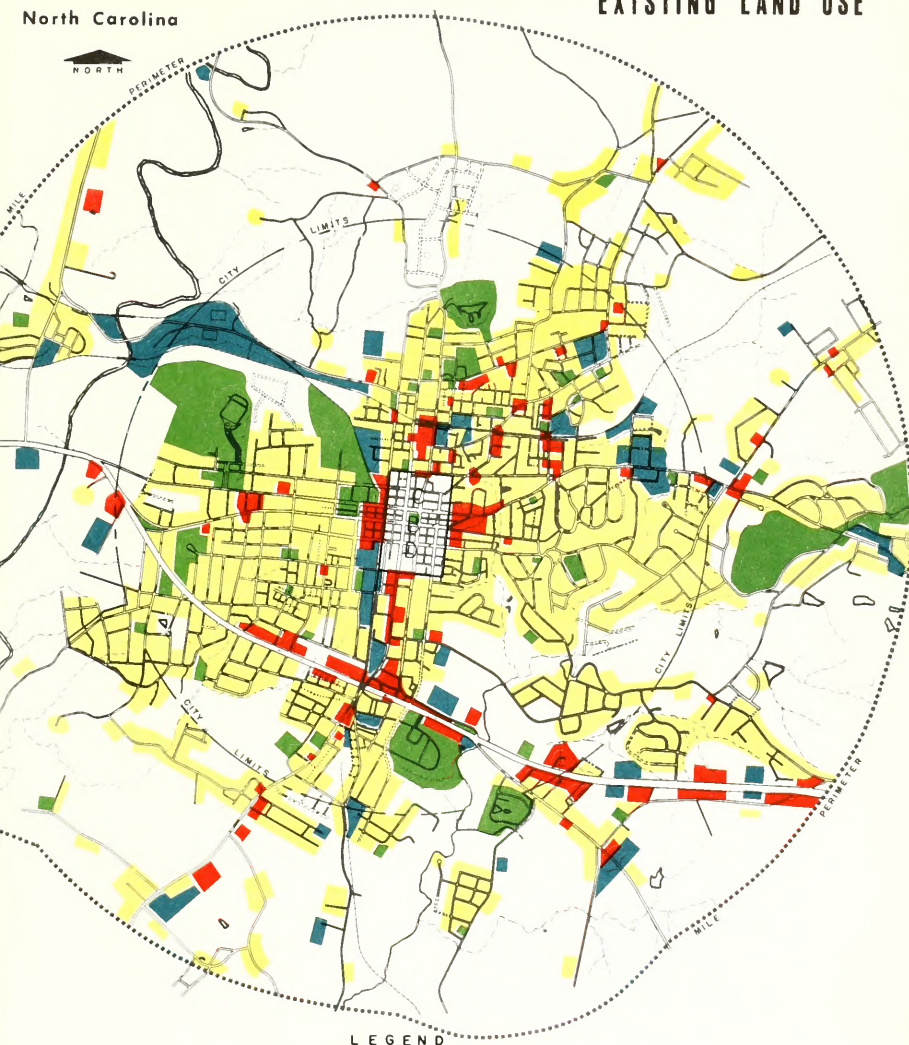 EXISTING LAND USE
North Carolina
NORTH
PERIMETER
MILE
CITY
LIMITS
CITY LIMITS
CITY
LIMITS
PERIMETER
MILE
LEGEND